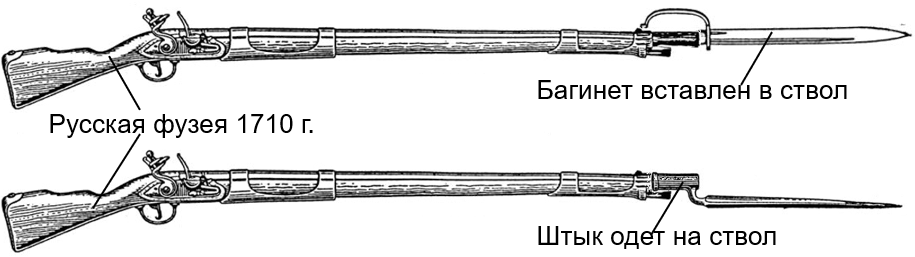 Багинет вставлен в ствол
Русская фузея 1710 г.
Штык одет на ствол